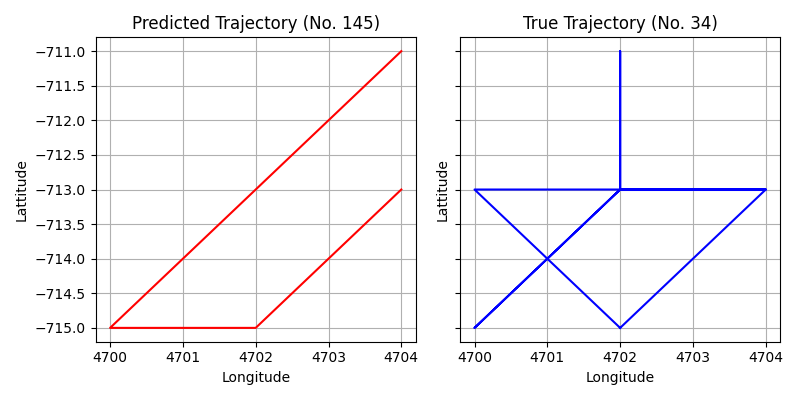 Predicted Trajectory (No. 145)
Lattitude
−711.0
−711.5
−712.0
−712.5
−713.0
−713.5
−714.0
−714.5
−715.0
4700 4701 4702 4703 4704
Longitude
True Trajectory (No. 34)
Lattitude
4700 4701 4702 4703 4704
Longitude